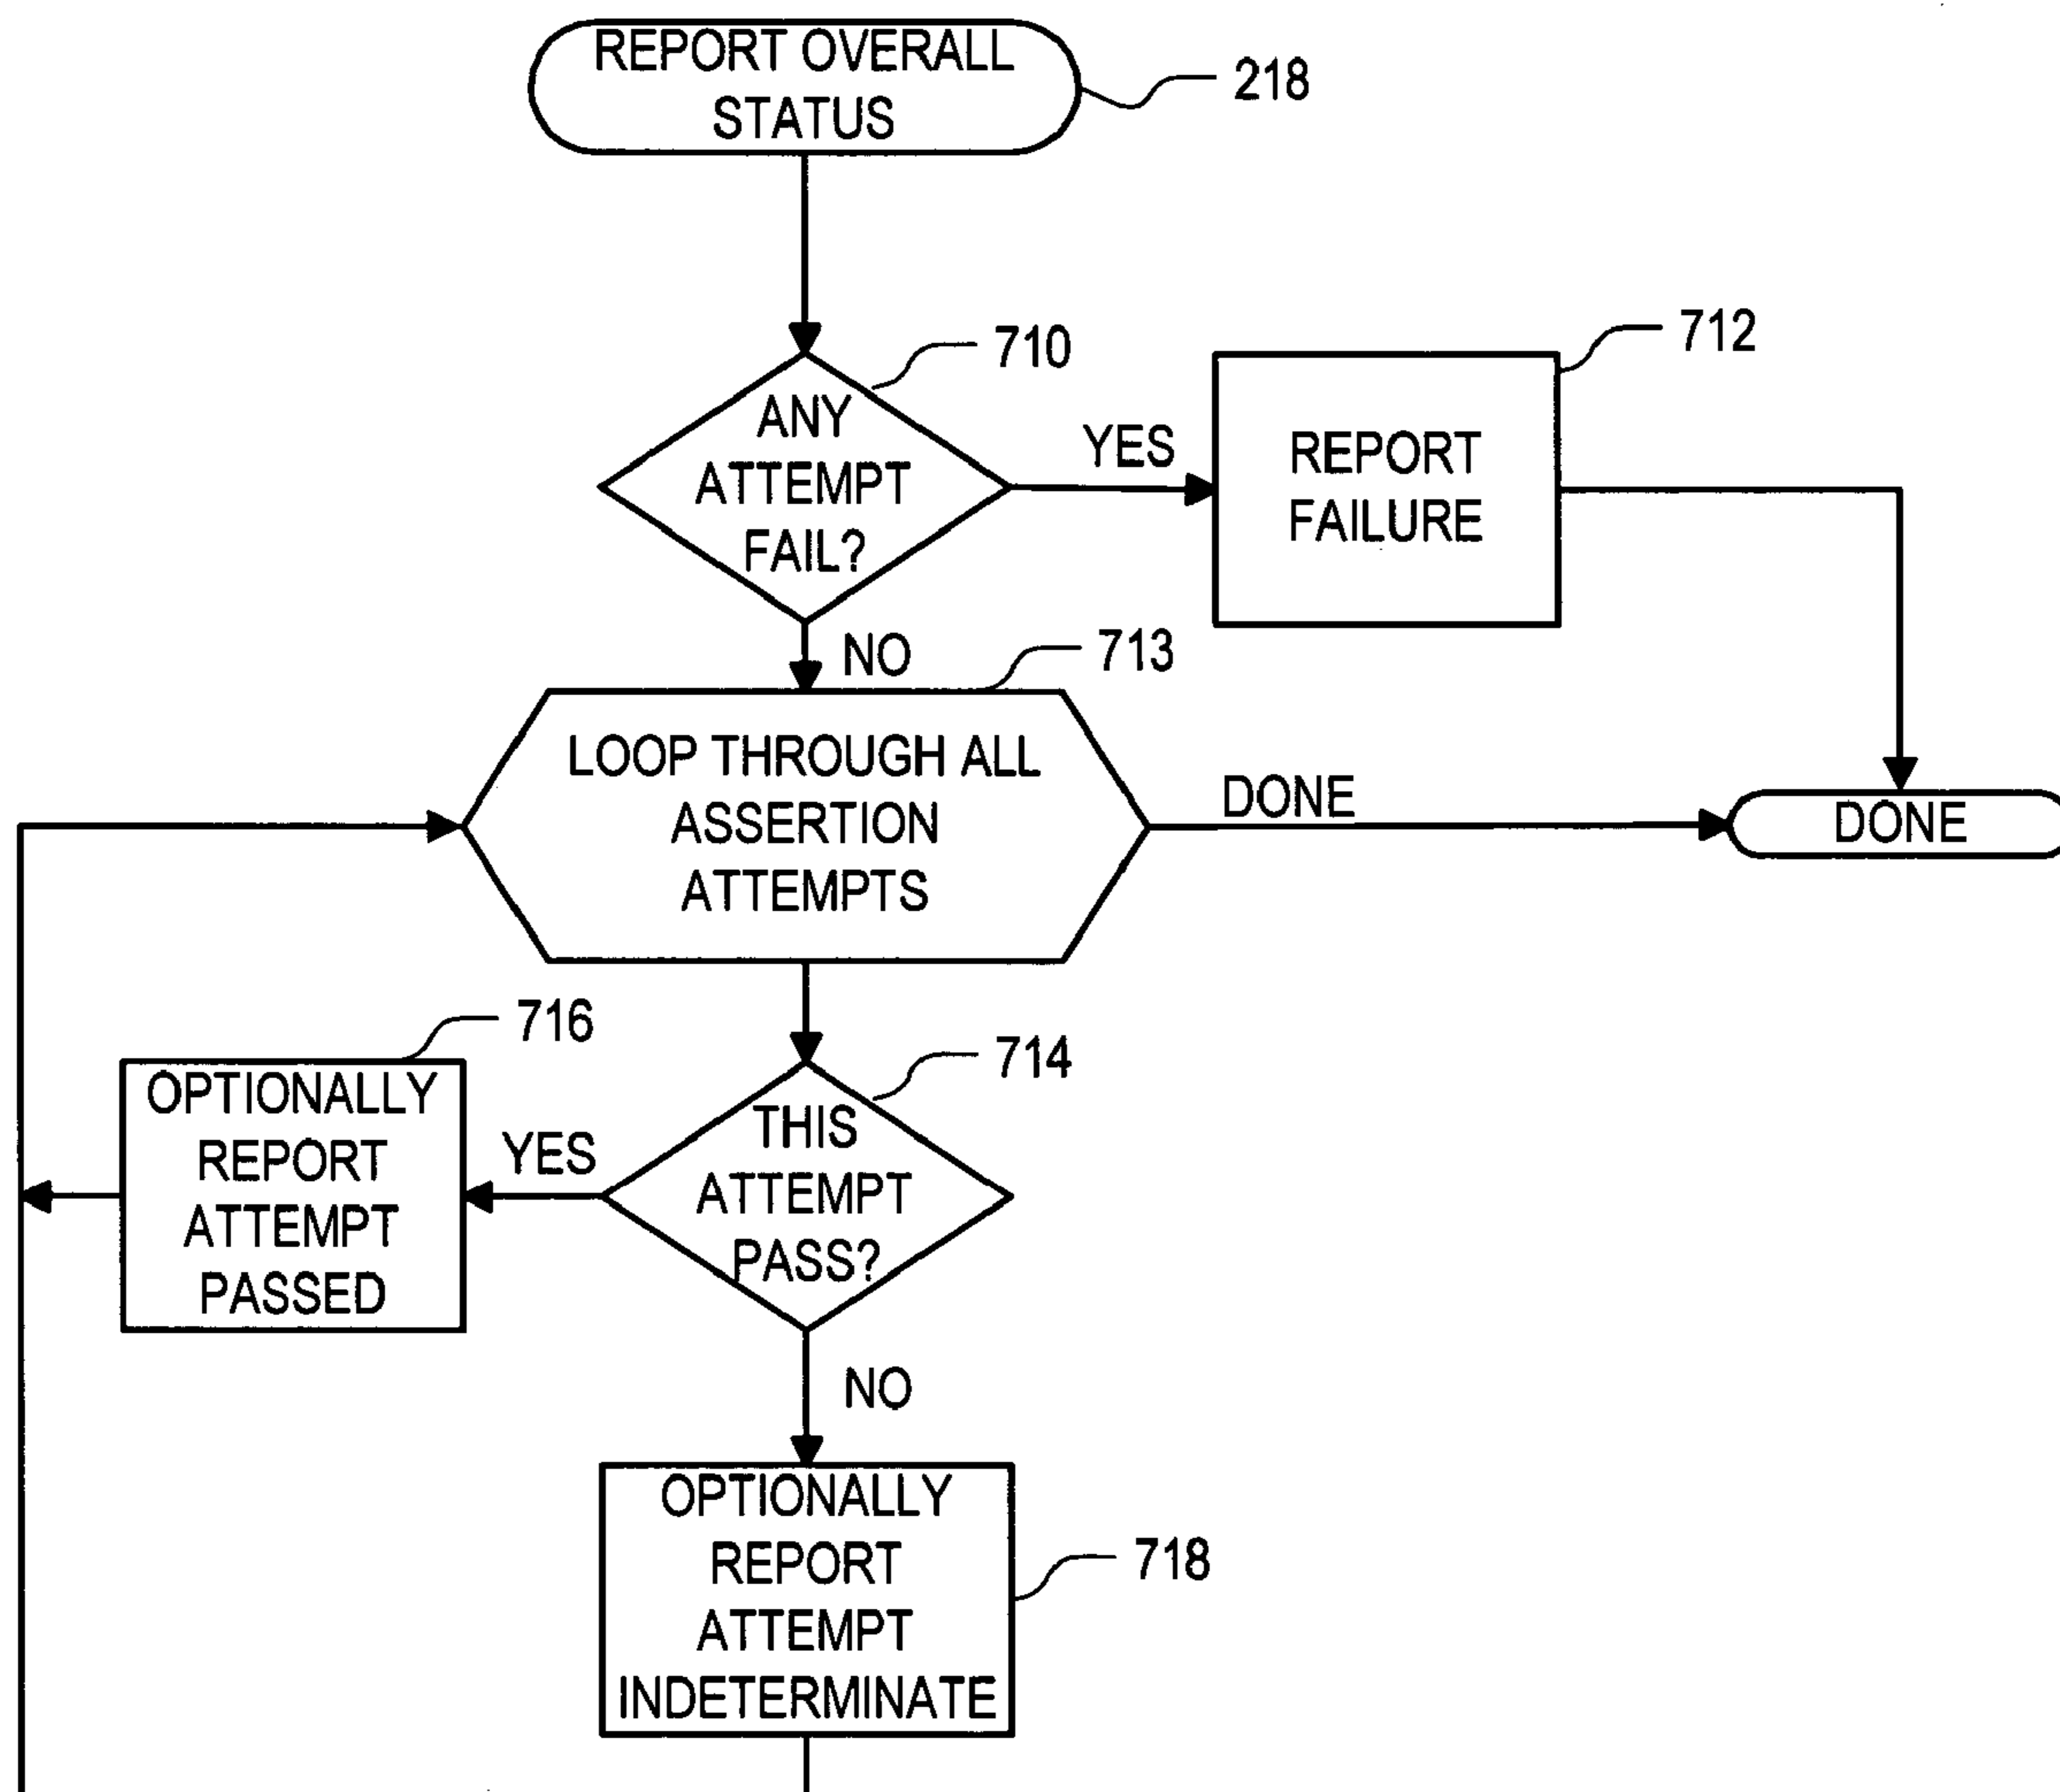 REPORT OVERALL
STATUS
218
710
ANY
ATTEMPT
FAIL?
YES
712
REPORT
FAILURE
NO
713
LOOP THROUGH ALL
ASSERTION
ATTEMPTS
DONE
DONE
716
OPTIONALLY
REPORT
ATTEMPT
PASSED
YES
714
THIS
ATTEMPT
PASS?
NO
OPTIONALLY
REPORT
ATTEMPT
INDETERMINATE
718